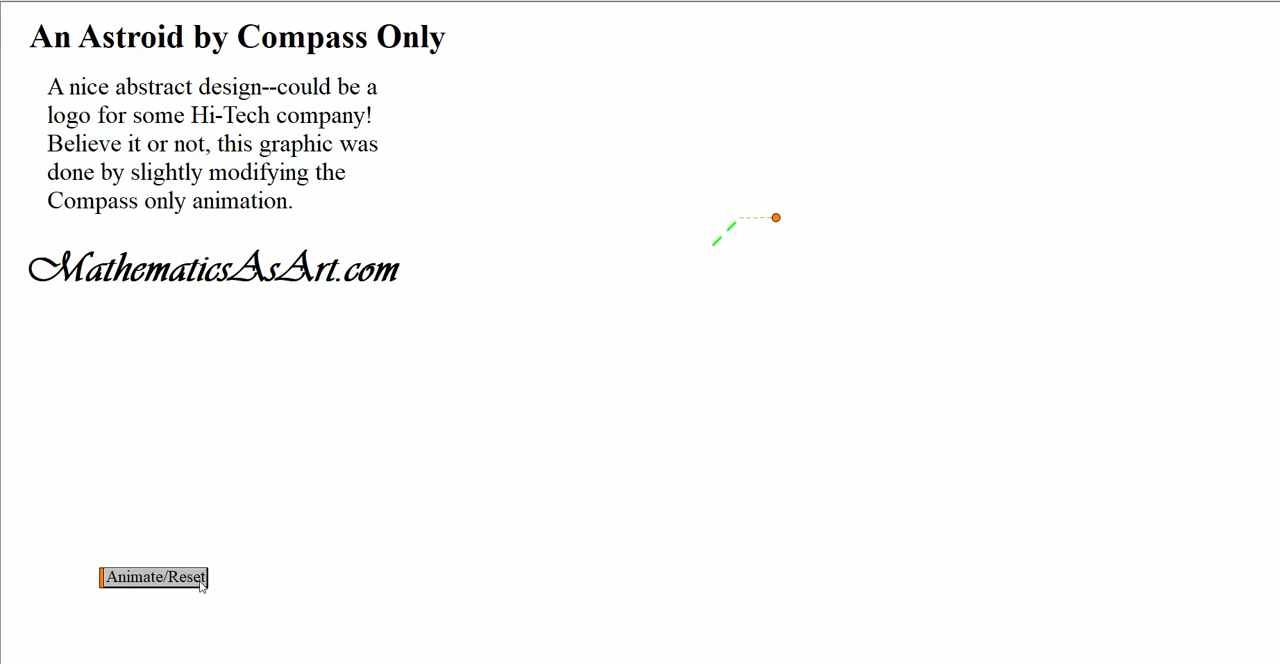 An Astroid by Compass Only
A nice abstract design--could be a
logo for some Hi-Tech company!
Believe it or not, this graphic was
done by slightly modifying the
Compass only animation.
MathematicsAsArt.com
Animate/Reset